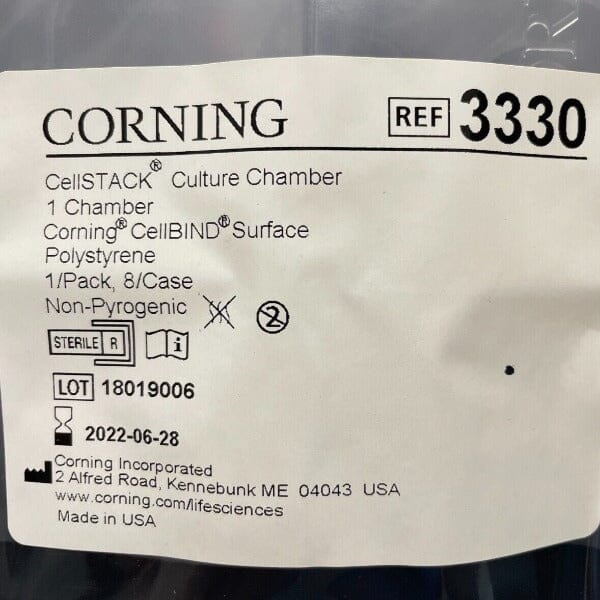 CORNING
REF 3330
CellSTACK® Culture Chamber
1 Chamber
Corning® CellBIND® Surface
Polystyrene
1/Pack, 8/Case
Non-Pyrogenic
2
STERILE R
i
LOT 18019006
2022-06-28
Corning Incorporated
2 Alfred Road, Kennebunk ME 04043 USA
www.corning.com/lifesciences
Made in USA